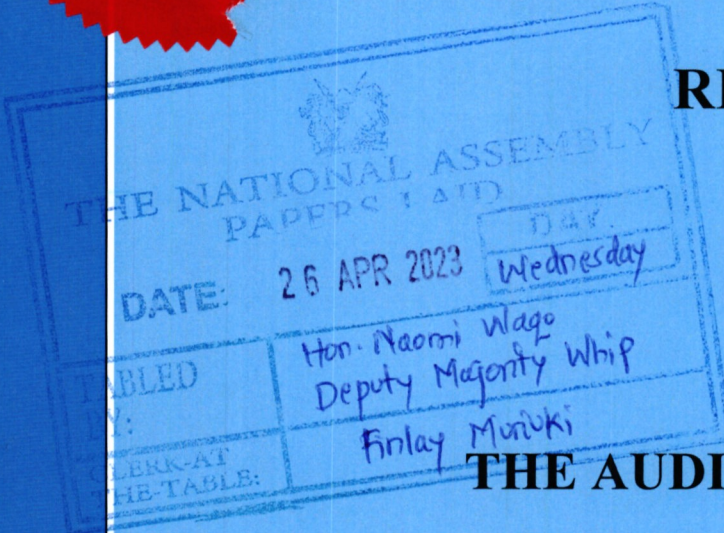 THE NATIONAL ASSEMBLY
PAPERS LAID
DAY.
DATE: 26 APR 2023
Wednesday
TABLED BY:
Hon. Naomi Waqo
Deputy Majority Whip
CLERK-AT THE-TABLE:
Finlay Muriuki
THE AUDI